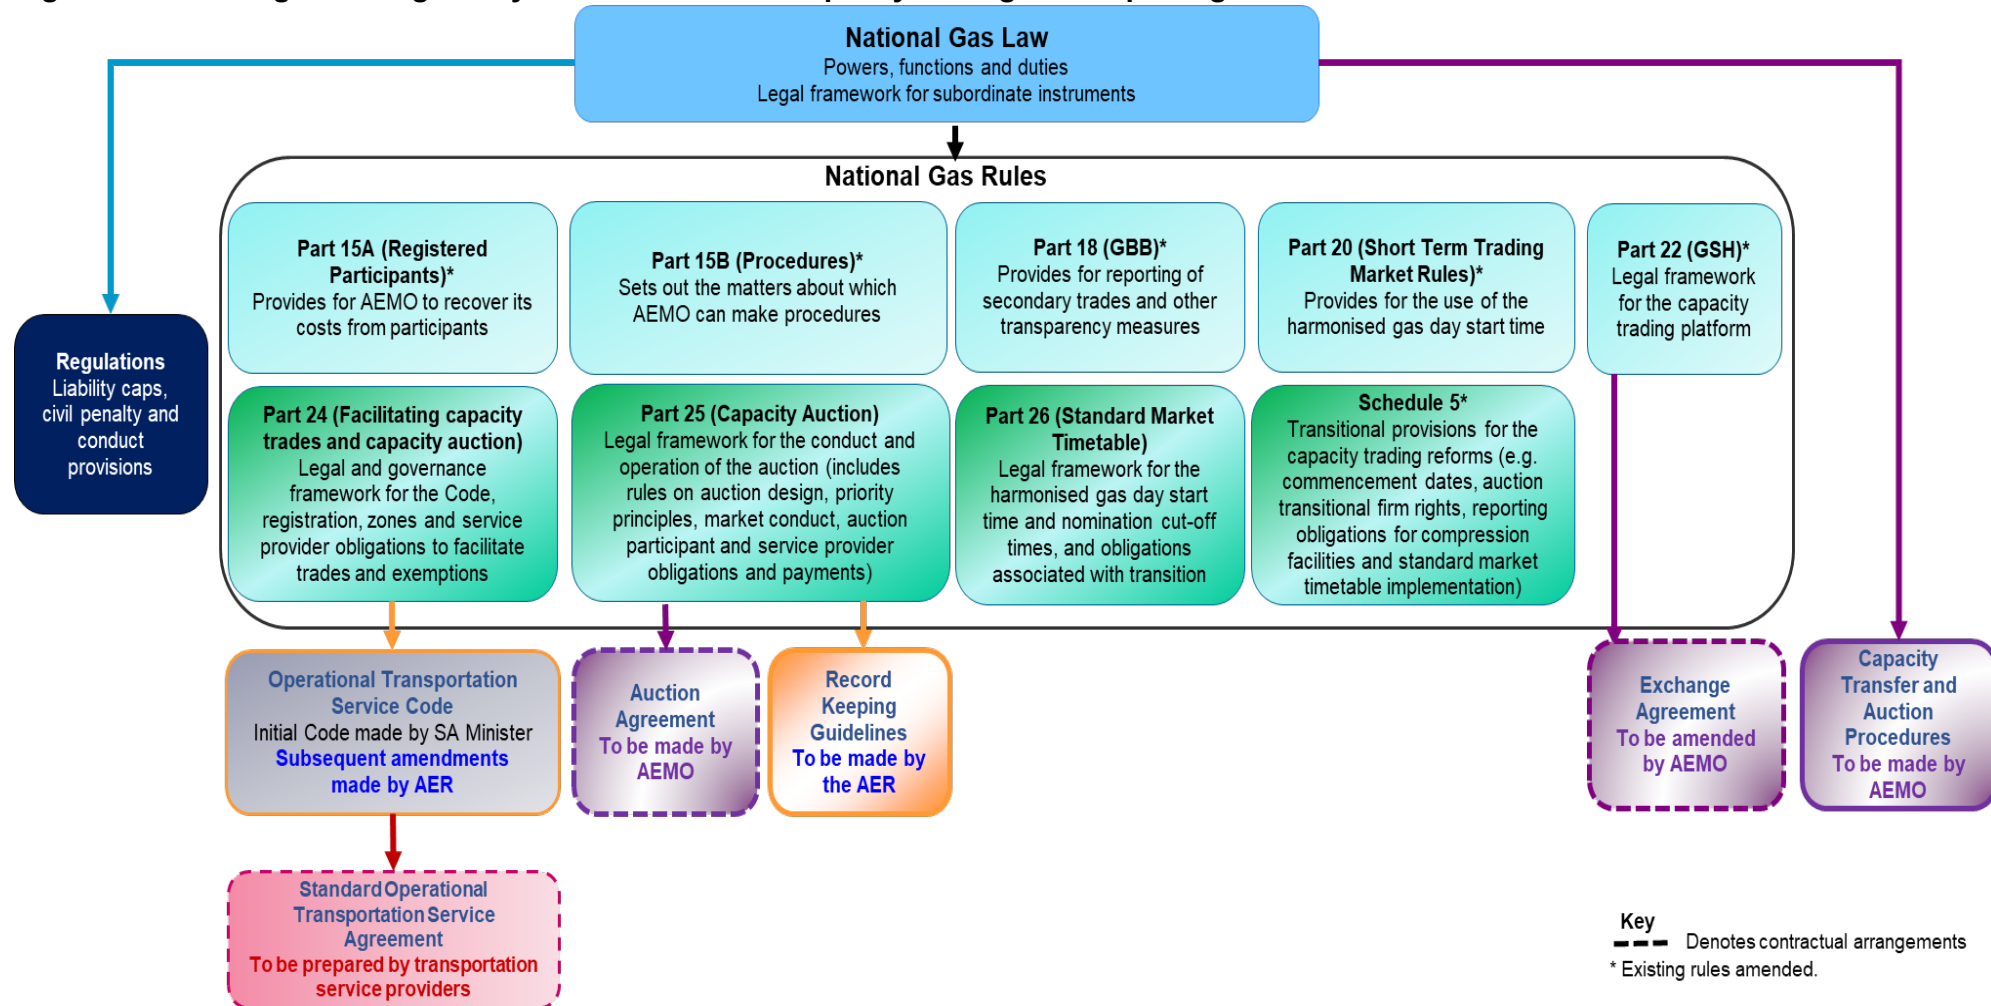 National Gas Law
Powers, functions and duties
Legal framework for subordinate instruments
National Gas Rules
Part 15A (Registered
Participants)*
Provides for AEMO to recover its
costs from participants
Part 15B (Procedures)*
Sets out the matters about which
AEMO can make procedures
Part 18 (GBB)*
Provides for reporting of
secondary trades and other
transparency measures
Part 20 (Short Term Trading
Market Rules)*
Provides for the use of the
harmonised gas day start time
Part 22 (GSH)*
Legal framework
for the capacity
trading platform
Regulations
Liability caps,
civil penalty and
conduct
provisions
Part 24 (Facilitating capacity
trades and capacity auction)
Legal and governance
framework for the Code,
registration, zones and service
provider obligations to facilitate
trades and exemptions
Part 25 (Capacity Auction)
Legal framework for the conduct and
operation of the auction (includes
rules on auction design, priority
principles, market conduct, auction
participant and service provider
obligations and payments)
Part 26 (Standard Market
Timetable)
Legal framework for the
harmonised gas day start
time and nomination cut-off
times, and obligations
associated with transition
Schedule 5*
Transitional provisions for the
capacity trading reforms (e.g.
commencement dates, auction
transitional firm rights, reporting
obligations for compression
facilities and standard market
timetable implementation)
Operational Transportation
Service Code
Initial Code made by SA Minister
Subsequent amendments
made by AER
Auction
Agreement
To be made by
AEMO
Record
Keeping
Guidelines
To be made by
the AER
Exchange
Agreement
To be amended
by AEMO
Capacity
Transfer and
Auction
Procedures
To be made by
AEMO
Standard Operational
Transportation Service
Agreement
To be prepared by transportation
service providers
Key
Denotes contractual arrangements
* Existing rules amended.